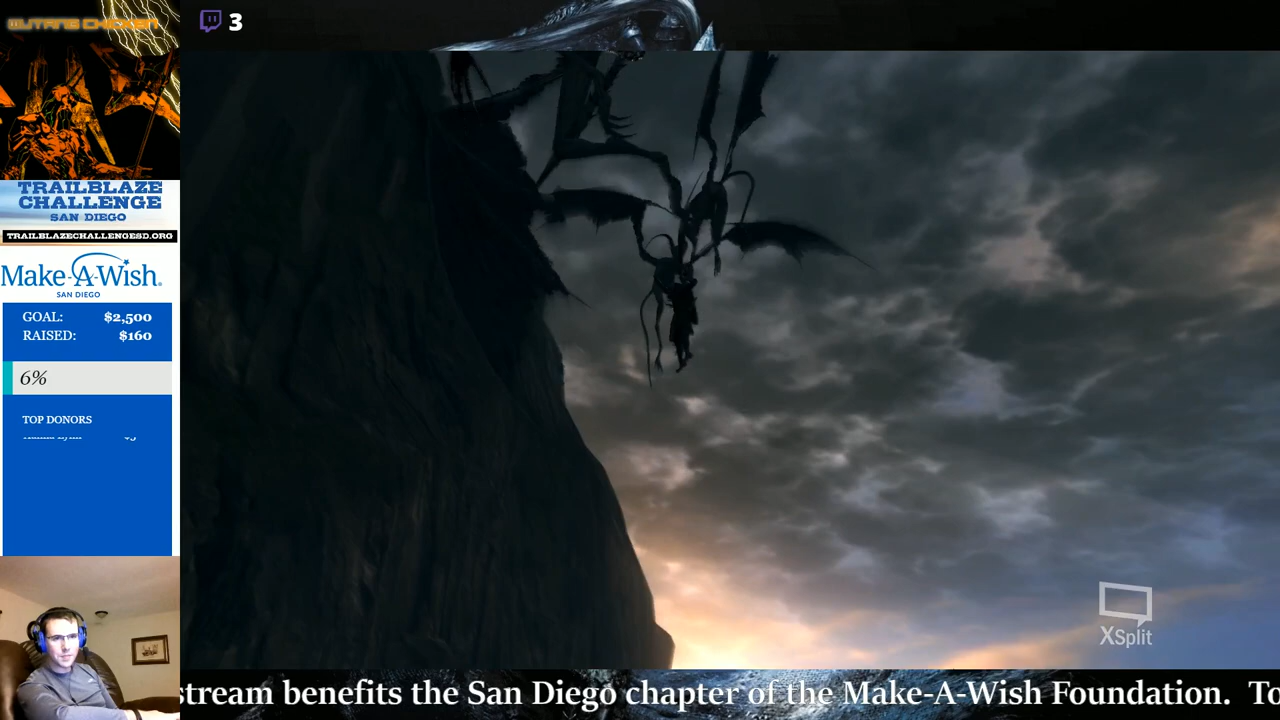 WUTANG CHICKEN
3
TRAILBLAZE
CHALLENGE
SAN DIEGO
TRAILBLAZECHALLENGESD.ORG
Make-A-Wish.
SAN DIEGO
GOAL: $2,500
RAISED: $160
6%
TOP DONORS
XSplit
stream benefits the San Diego chapter of the Make-A-Wish Foundation. To